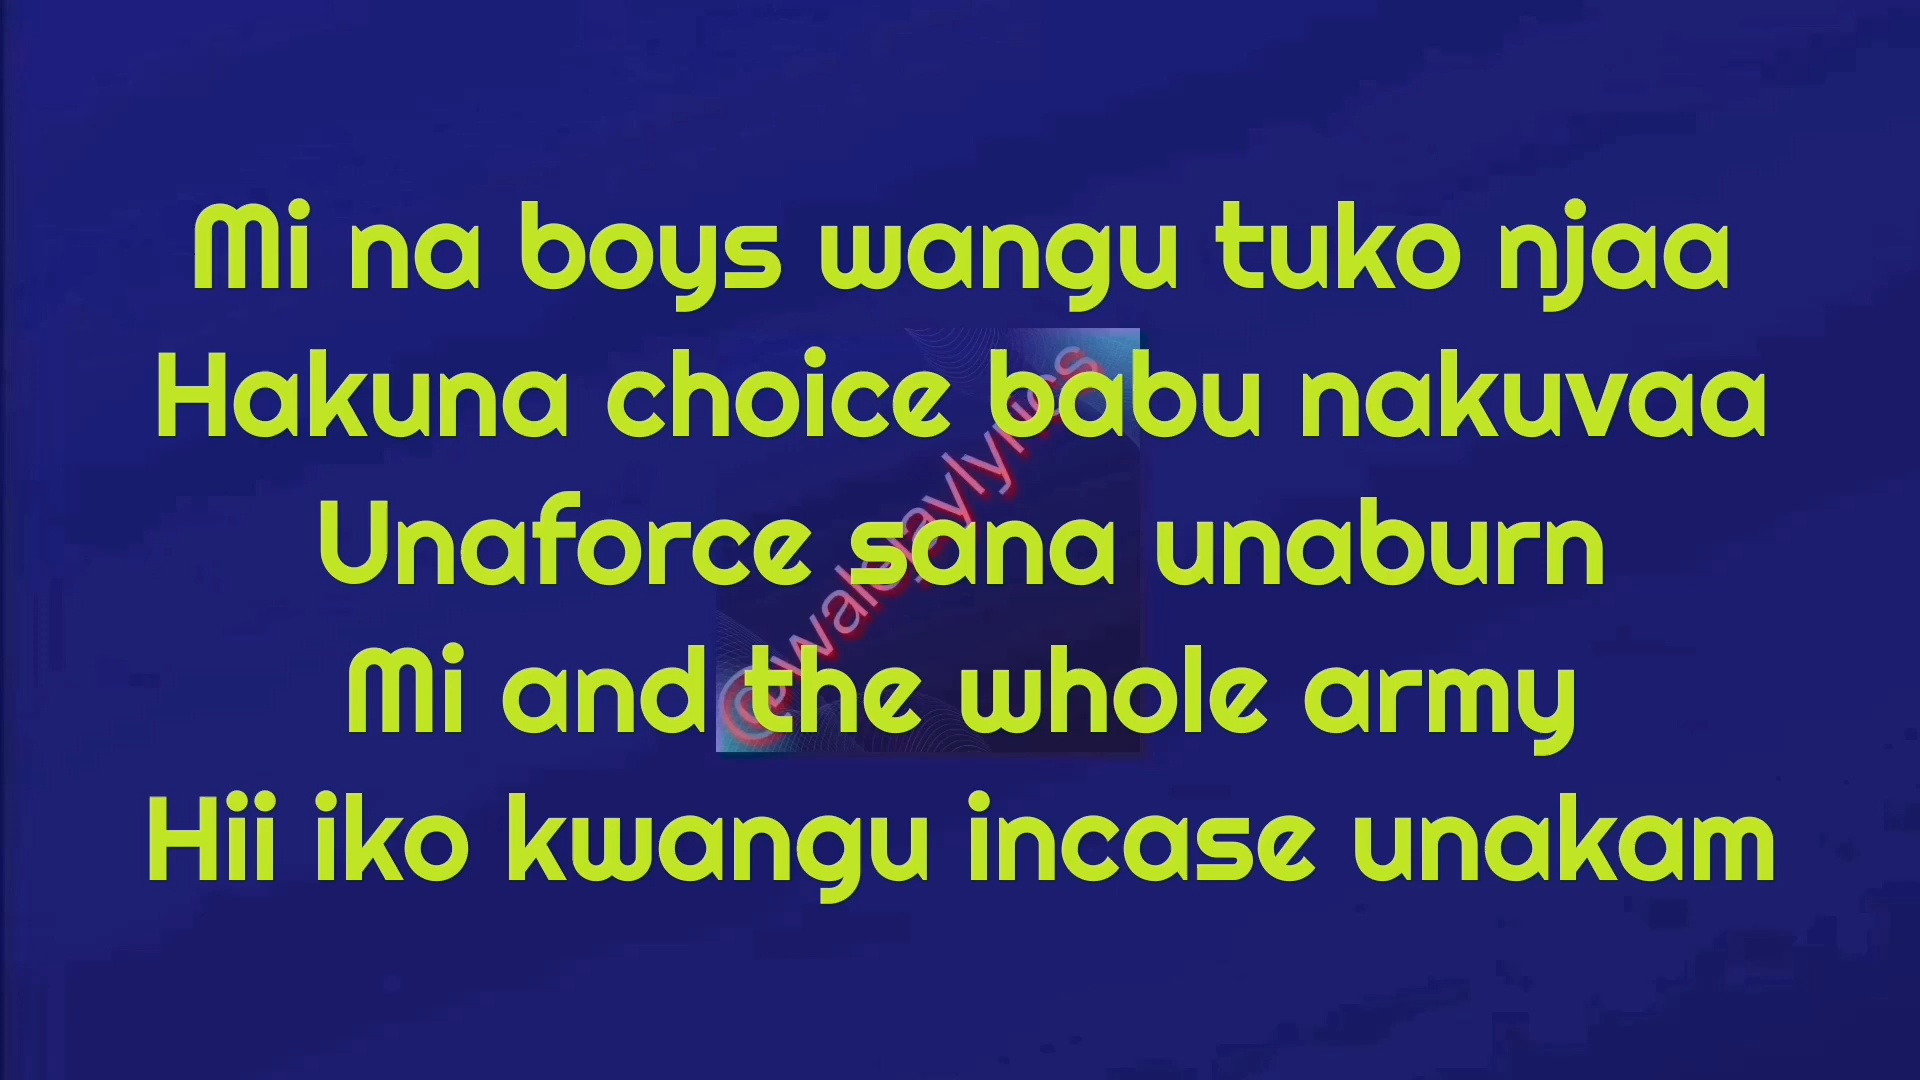 Mi na boys wangu tuko njaa
Hakuna choice babu nakuvaa
Unaforce sana unaburn
Mi and the whole army
Hii iko kwangu incase unakam
@walejaylyrics